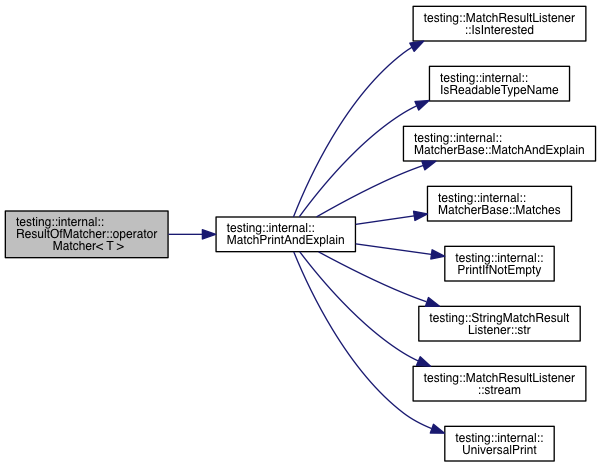 testing::MatchResultListener
::IsInterested
testing::internal::
IsReadableTypeName
testing::internal::
MatcherBase::MatchAndExplain
testing::internal::
MatcherBase::Matches
testing::internal::
ResultOfMatcher::operator
Matcher< T >
testing::internal::
MatchPrintAndExplain
testing::internal::
PrintIfNotEmpty
testing::StringMatchResult
Listener::str
testing::MatchResultListener
::stream
testing::internal::
UniversalPrint